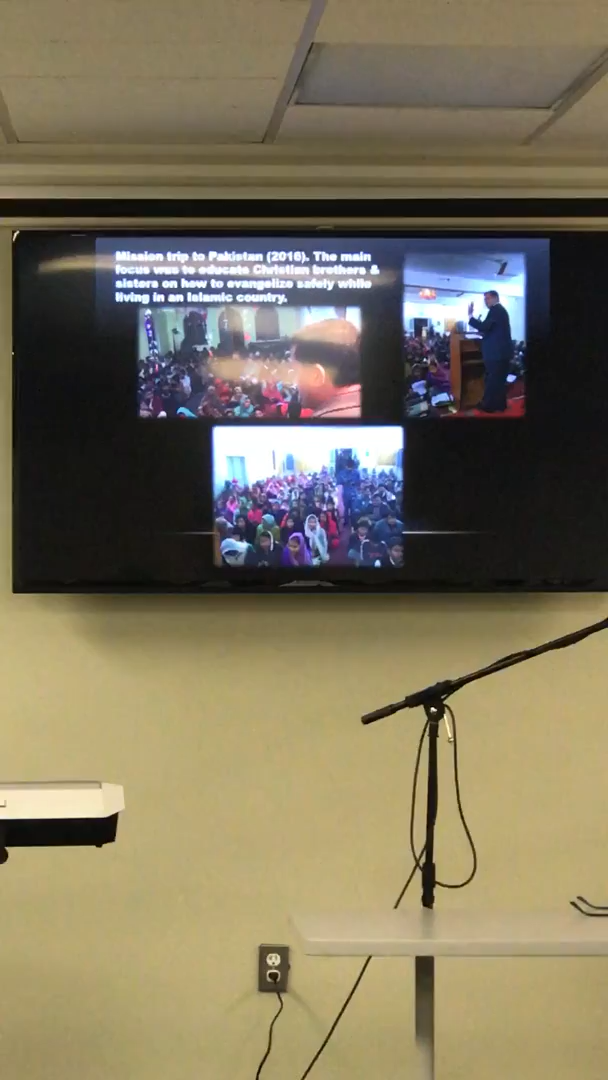 Mission trip to Pakistan (2016). The main
focus was to educate Christian brothers &
sisters on how to evangelize safely while
living in an Islamic country.